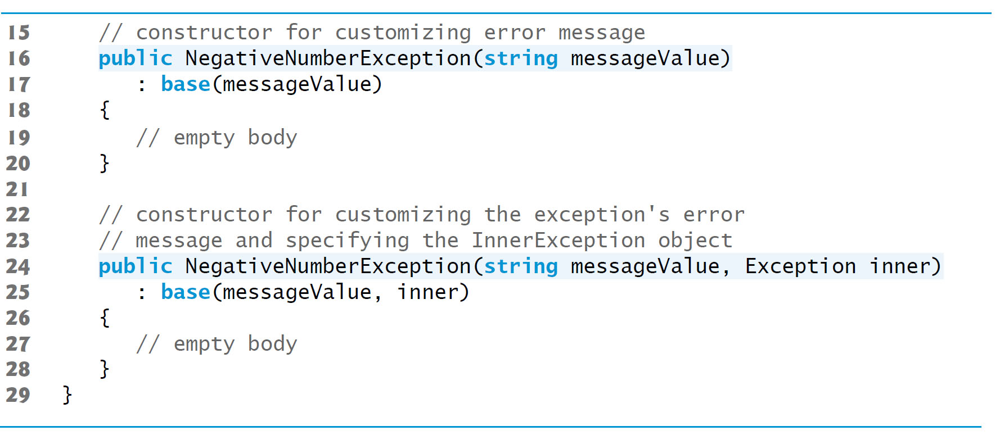 15 // constructor for customizing error message
16 public NegativeNumberException(string messageValue)
17 : base(messageValue)
18 {
19 // empty body
20 }
21
22 // constructor for customizing the exception's error
23 // message and specifying the InnerException object
24 public NegativeNumberException(string messageValue, Exception inner)
25 : base(messageValue, inner)
26 {
27 // empty body
28 }
29 }